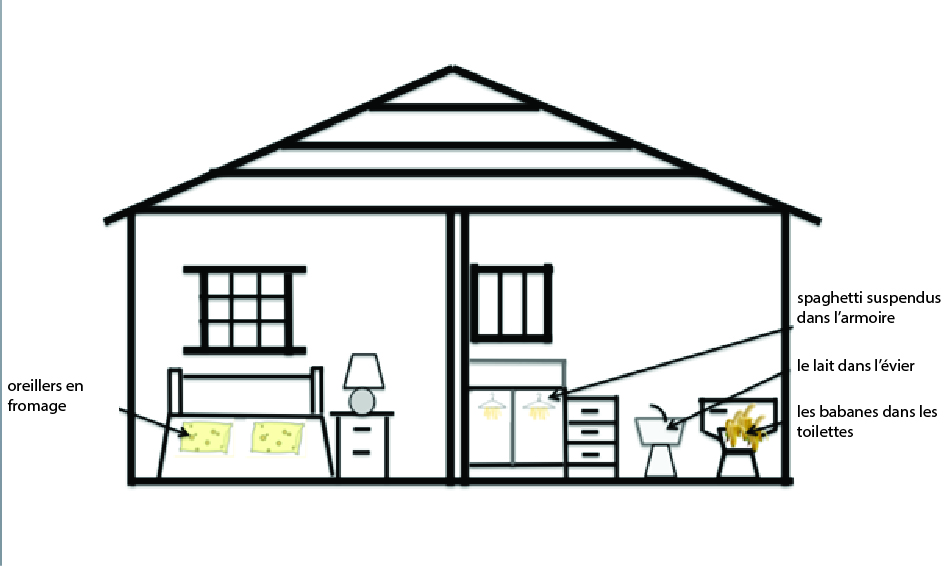 spaghetti suspendus
dans l'armoire
le lait dans l'évier
oreillers en
fromage
les babanes dans les
toilettes